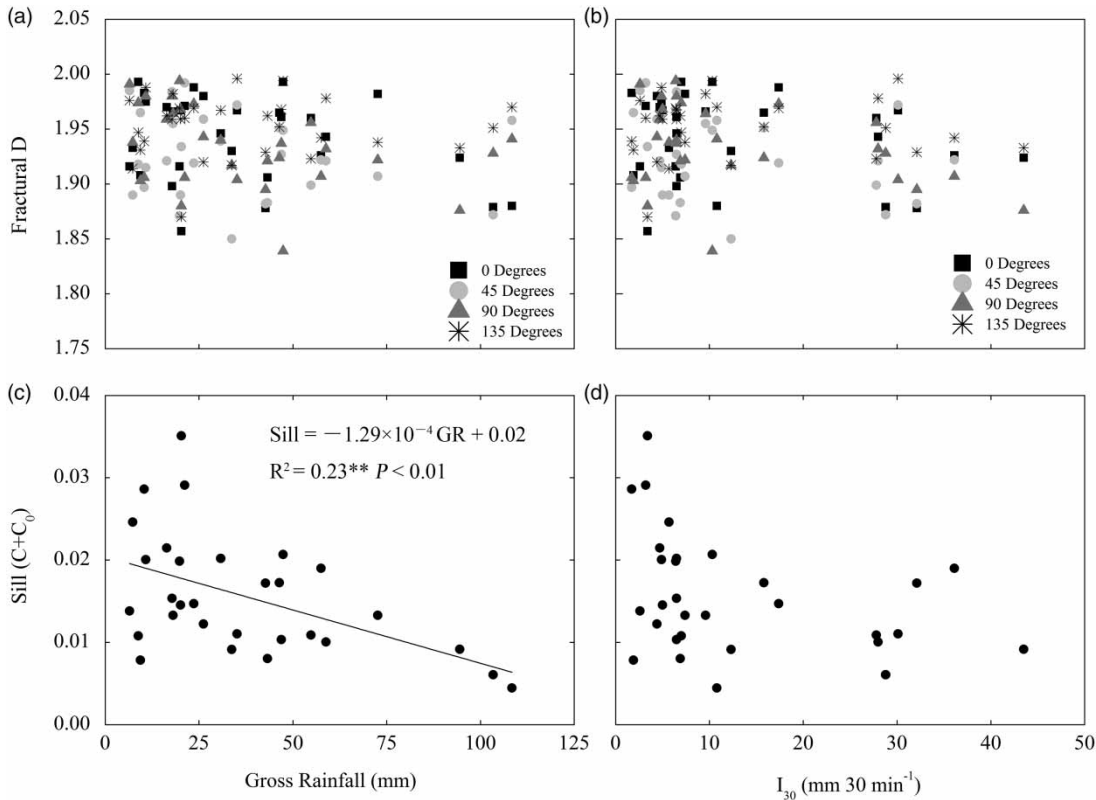 (a)
2.05
2.00
1.95
1.90
1.85
1.80
1.75
Fractural D
0 Degrees
45 Degrees
90 Degrees
135 Degrees
(b)
0 Degrees
45 Degrees
90 Degrees
135 Degrees
(c)
0.04
0.03
0.02
0.01
0.00
Sill (C+C₀)
Sill = −1.29×10⁻⁴ GR + 0.02
R² = 0.23** P < 0.01
0 25 50 75 100 125
Gross Rainfall (mm)
(d)
0 10 20 30 40 50
I₃₀ (mm 30 min⁻¹)